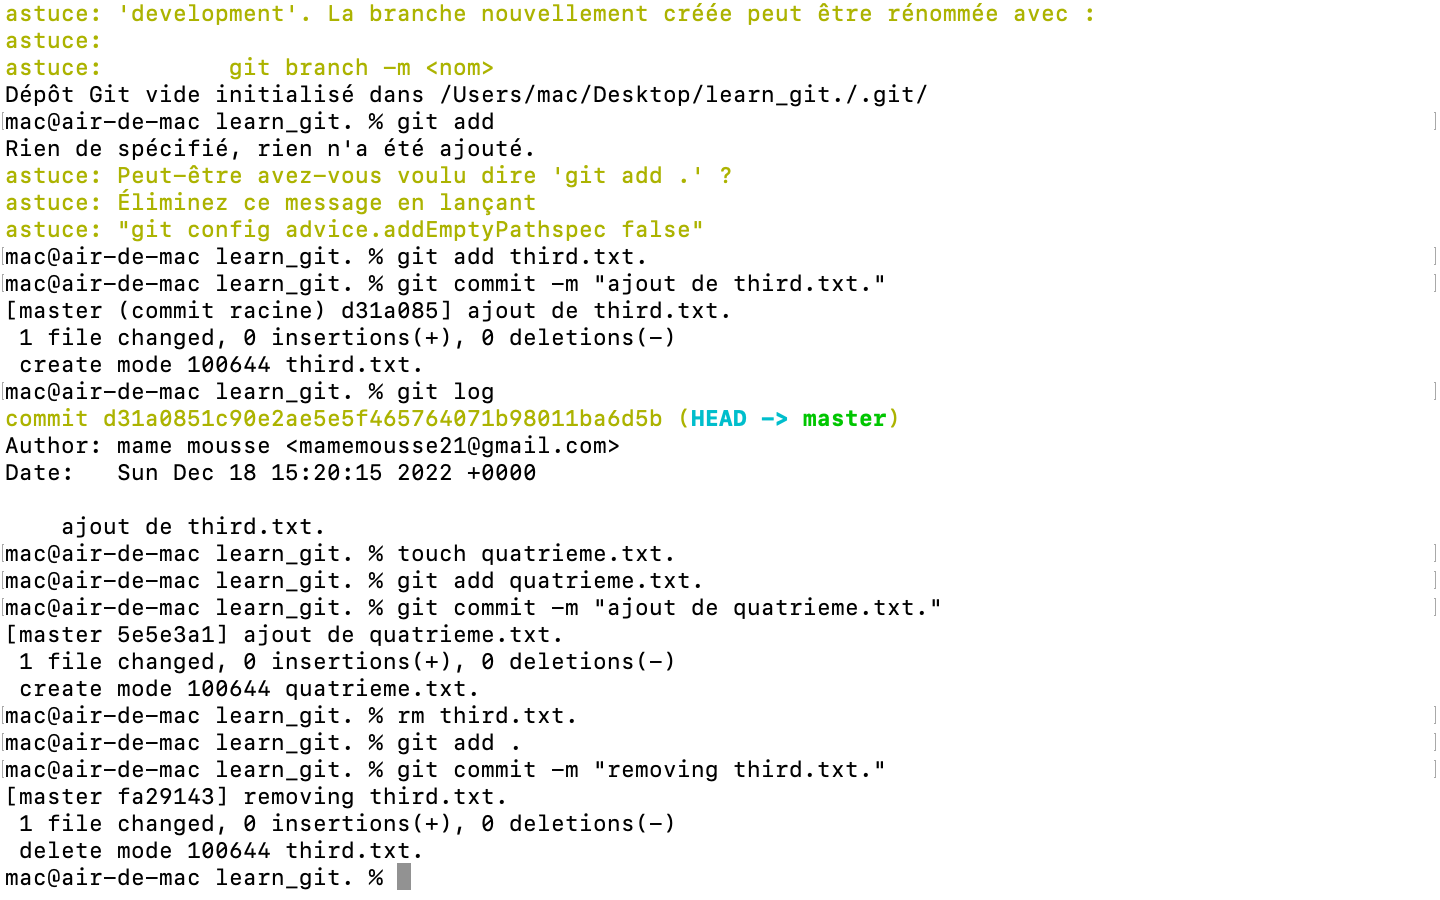 astuce: 'development'. La branche nouvellement créée peut être rénommée avec :
astuce:
astuce:         git branch -m <nom>
Dépôt Git vide initialisé dans /Users/mac/Desktop/learn_git./.git/
[mac@air-de-mac learn_git. % git add ]
Rien de spécifié, rien n'a été ajouté.
astuce: Peut-être avez-vous voulu dire 'git add .' ?
astuce: Éliminez ce message en lançant
astuce: "git config advice.addEmptyPathspec false"
[mac@air-de-mac learn_git. % git add third.txt. ]
[mac@air-de-mac learn_git. % git commit -m "ajout de third.txt." ]
[master (commit racine) d31a085] ajout de third.txt.
 1 file changed, 0 insertions(+), 0 deletions(-)
 create mode 100644 third.txt.
[mac@air-de-mac learn_git. % git log ]
commit d31a0851c90e2ae5e5f465764071b98011ba6d5b (HEAD -> master)
Author: mame mousse <mamemousse21@gmail.com>
Date:   Sun Dec 18 15:20:15 2022 +0000

    ajout de third.txt.
[mac@air-de-mac learn_git. % touch quatrieme.txt. ]
[mac@air-de-mac learn_git. % git add quatrieme.txt. ]
[mac@air-de-mac learn_git. % git commit -m "ajout de quatrieme.txt." ]
[master 5e5e3a1] ajout de quatrieme.txt.
 1 file changed, 0 insertions(+), 0 deletions(-)
 create mode 100644 quatrieme.txt.
[mac@air-de-mac learn_git. % rm third.txt. ]
[mac@air-de-mac learn_git. % git add . ]
[mac@air-de-mac learn_git. % git commit -m "removing third.txt." ]
[master fa29143] removing third.txt.
 1 file changed, 0 insertions(+), 0 deletions(-)
 delete mode 100644 third.txt.
mac@air-de-mac learn_git. %